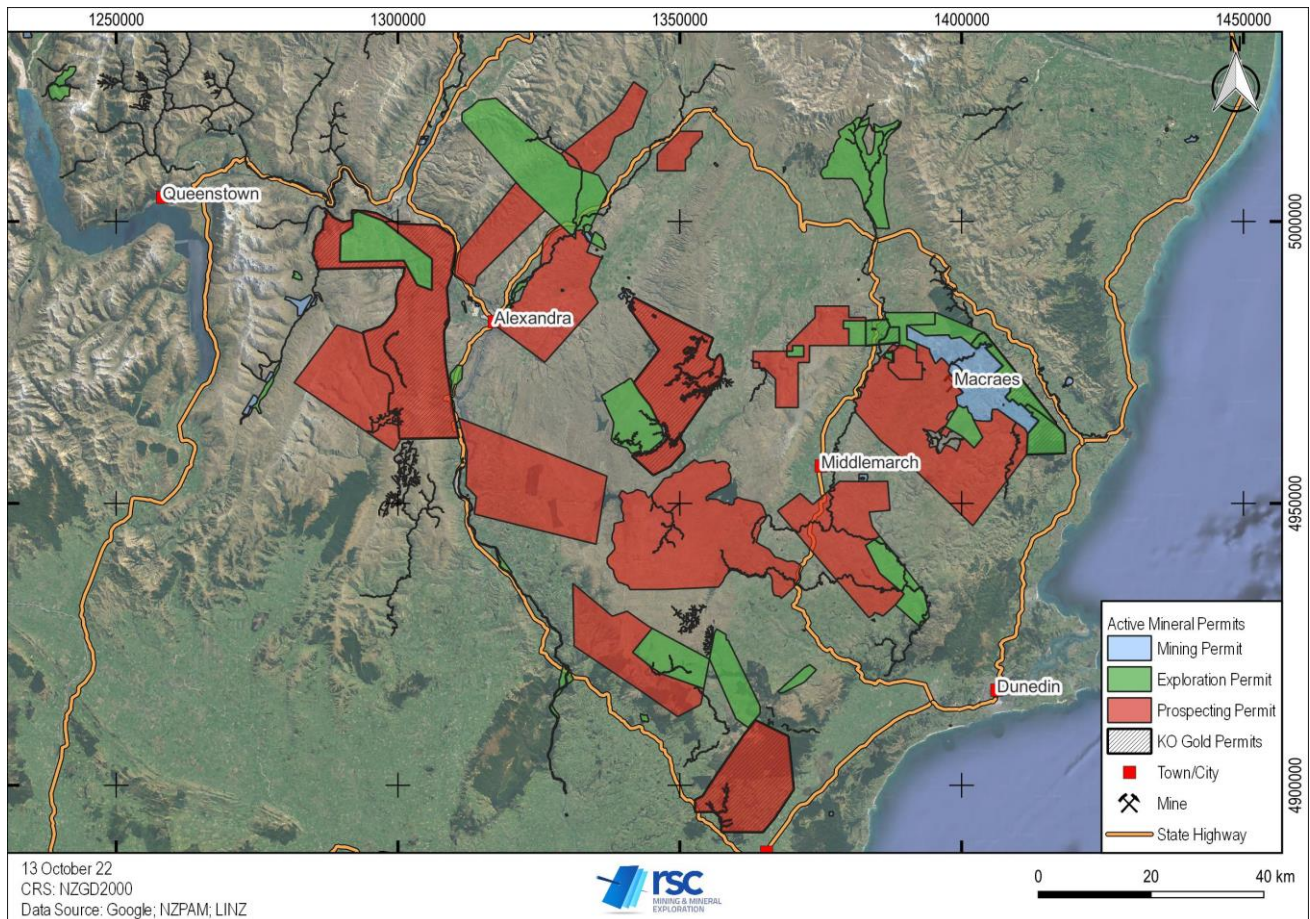 1250000 1300000 1350000 1400000 1450000
N
5000000
4950000
4900000
Queenstown
Alexandra
Macraes
Middlemarch
Dunedin
Active Mineral Permits
Mining Permit
Exploration Permit
Prospecting Permit
KO Gold Permits
Town/City
Mine
State Highway
13 October 22
CRS: NZGD2000
Data Source: Google; NZPAM; LINZ
rsc
MINING & MINERAL
EXPLORATION
0 20 40 km